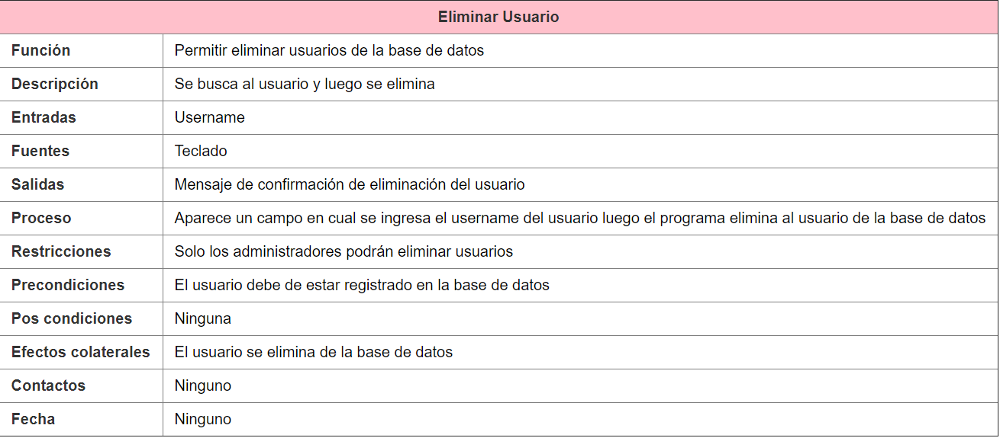 Eliminar Usuario
Función Permitir eliminar usuarios de la base de datos
Descripción Se busca al usuario y luego se elimina
Entradas Username
Fuentes Teclado
Salidas Mensaje de confirmación de eliminación del usuario
Proceso Aparece un campo en cual se ingresa el username del usuario luego el programa elimina al usuario de la base de datos
Restricciones Solo los administradores podrán eliminar usuarios
Precondiciones El usuario debe de estar registrado en la base de datos
Pos condiciones Ninguna
Efectos colaterales El usuario se elimina de la base de datos
Contactos Ninguno
Fecha Ninguno